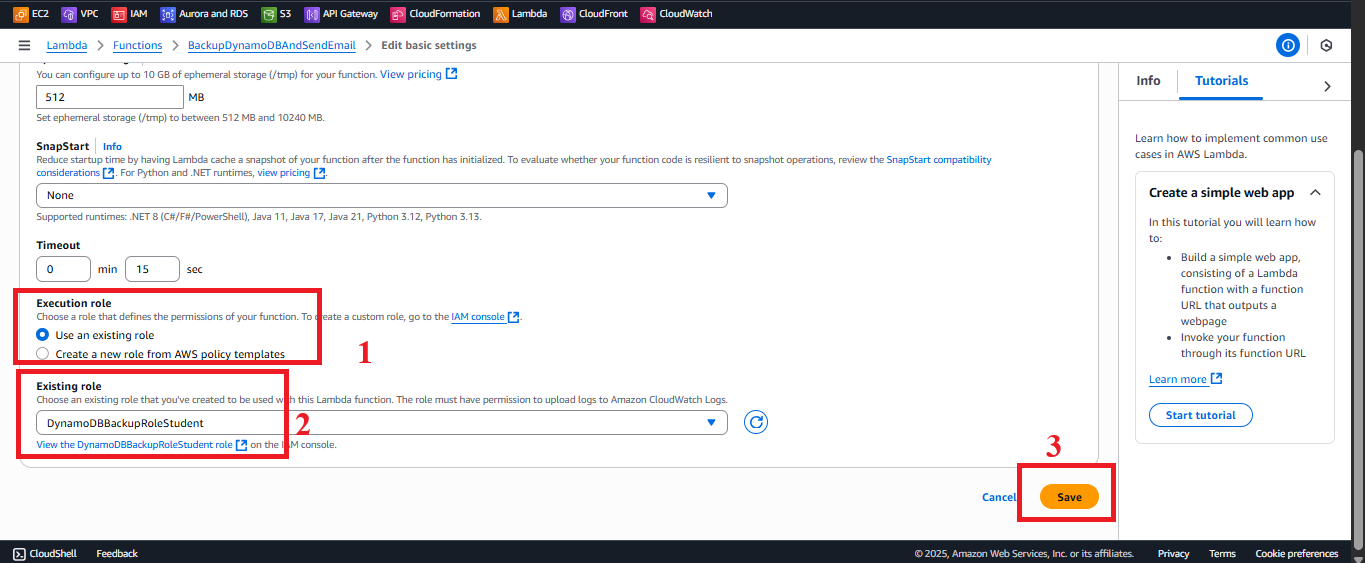 EC2 VPC IAM Aurora and RDS S3 API Gateway CloudFormation Lambda CloudFront CloudWatch
Lambda > Functions > BackupDynamoDBAndSendEmail > Edit basic settings
You can configure up to 10 GB of ephemeral storage (/tmp) for your function. View pricing
512 MB
Set ephemeral storage (/tmp) to between 512 MB and 10240 MB.
SnapStart Info
Reduce startup time by having Lambda cache a snapshot of your function after the function has initialized. To evaluate whether your function code is resilient to snapshot operations, review the SnapStart compatibility
considerations. For Python and .NET runtimes, view pricing.
None
Supported runtimes: .NET 8 (C#/F#/PowerShell), Java 11, Java 17, Java 21, Python 3.12, Python 3.13.
Timeout
0 min 15 sec
Execution role
Choose a role that defines the permissions of your function. To create a custom role, go to the IAM console.
Use an existing role
Create a new role from AWS policy templates
1
Existing role
Choose an existing role that you've created to be used with this Lambda function. The role must have permission to upload logs to Amazon CloudWatch Logs.
DynamoDBBackupRoleStudent
2
View the DynamoDBBackupRoleStudent role on the IAM console.
3
Cancel Save
Info Tutorials
Learn how to implement common use
cases in AWS Lambda.
Create a simple web app
In this tutorial you will learn how
to:
• Build a simple web app,
consisting of a Lambda
function with a function
URL that outputs a
webpage
• Invoke your function
through its function URL
Learn more
Start tutorial
CloudShell Feedback © 2025, Amazon Web Services, Inc. or its affiliates. Privacy Terms Cookie preferences